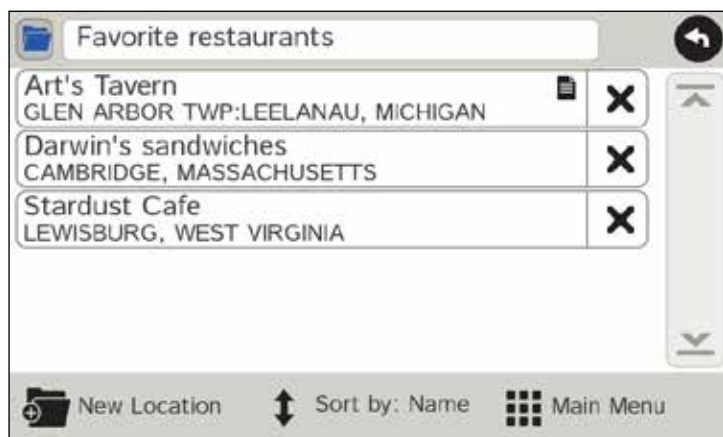 Favorite restaurants
Art's Tavern
GLEN ARBOR TWP:LEELANAU, MICHIGAN
Darwin's sandwiches
CAMBRIDGE, MASSACHUSETTS
Stardust Cafe
LEWISBURG, WEST VIRGINIA
New Location
Sort by: Name
Main Menu